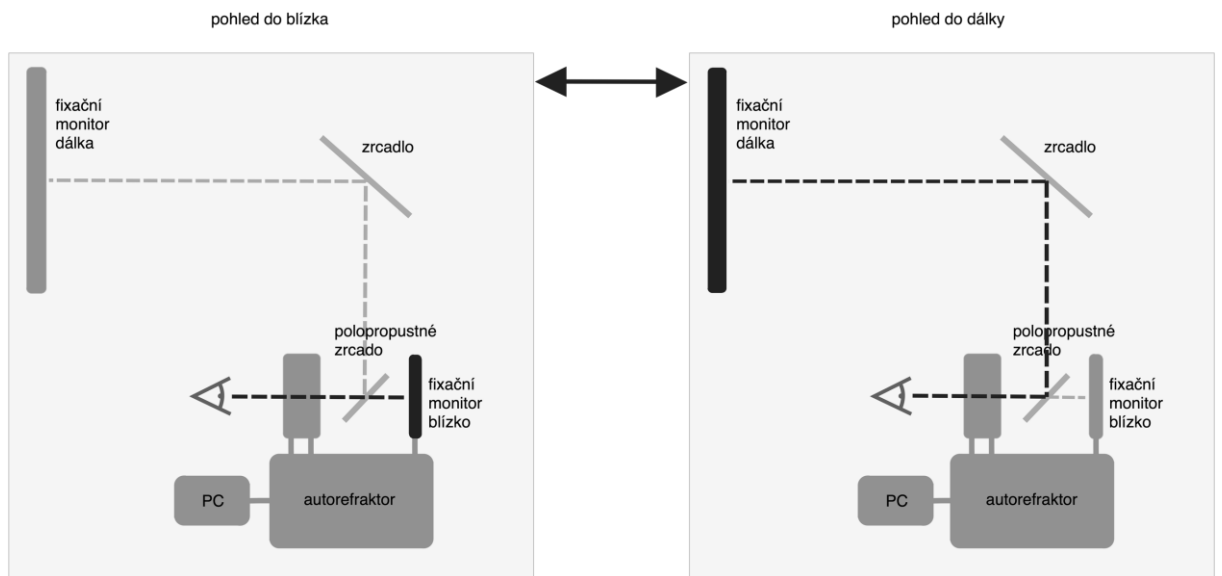 pohled do blízka
pohled do dálky
fixační
monitor
dálka
zrcadlo
polopropustné
zrcado
fixační
monitor
blízko
PC
autorefraktor
fixační
monitor
dálka
zrcadlo
polopropustné
zrcado
fixační
monitor
blízko
PC
autorefraktor